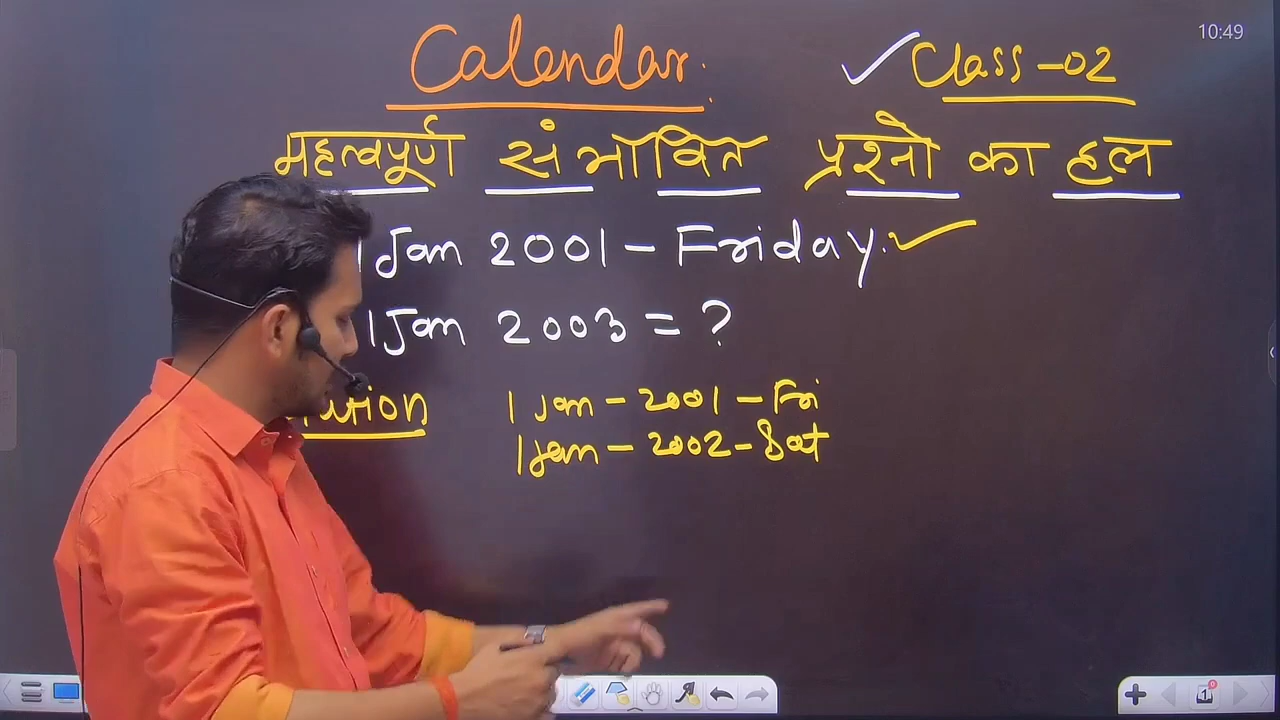 10:49
Calendar.
✓ Class-02
महत्वपूर्ण संभावित प्रश्नो का हल
1 Jan 2001 - Friday. ✓
1 Jan 2003 = ?
1 Jan - 2001 - Fri
1 Jan - 2002 - Sat
1